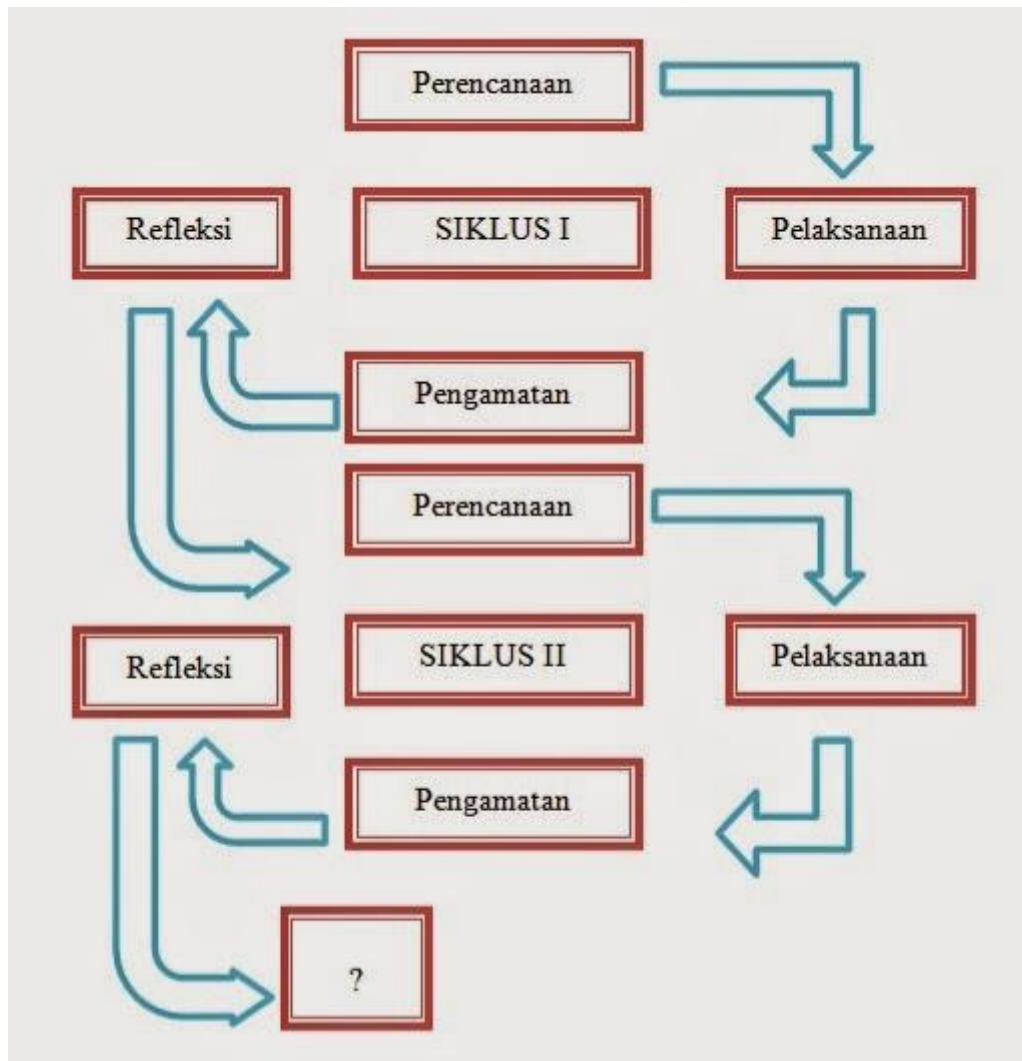 Perencanaan
Refleksi
SIKLUS I
Pelaksanaan
Pengamatan
Perencanaan
Refleksi
SIKLUS II
Pelaksanaan
Pengamatan
?